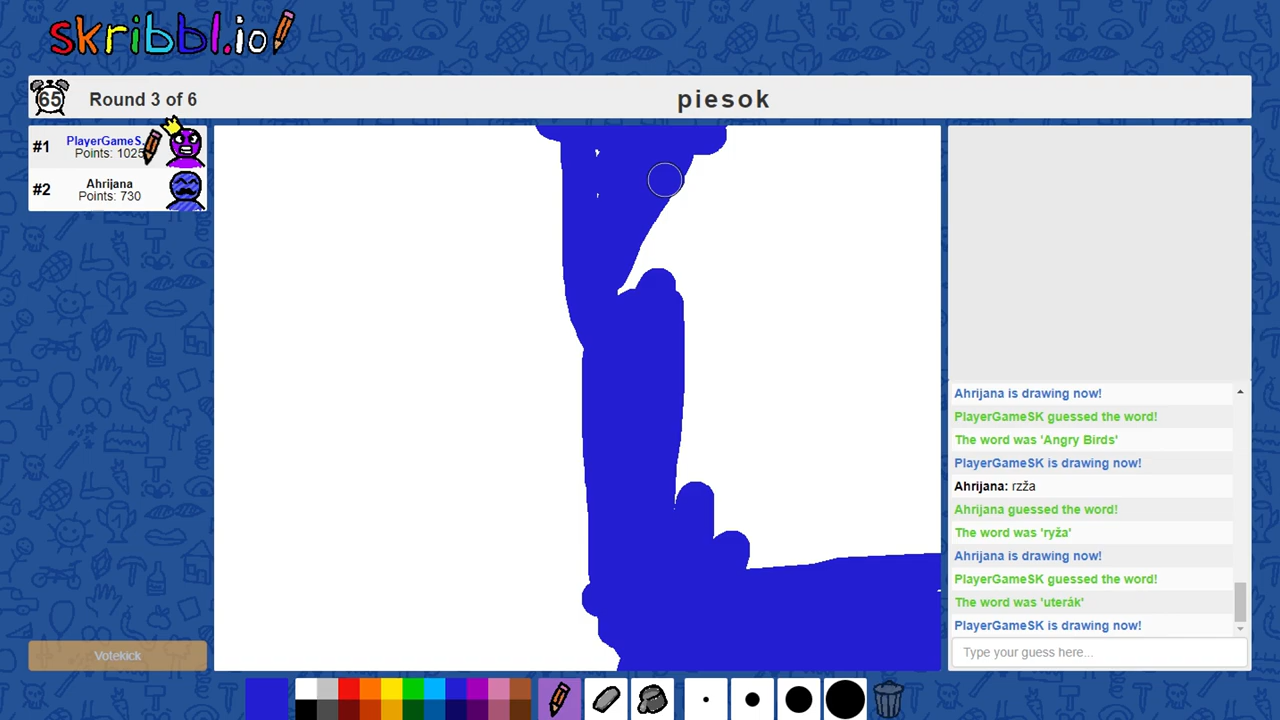 skribbl.io
65
Round 3 of 6
piesok
#1
PlayerGameS.
Points: 1025
#2
Ahrijana
Points: 730
Ahrijana is drawing now!
PlayerGameSK guessed the word!
The word was 'Angry Birds'
PlayerGameSK is drawing now!
Ahrijana: rzža
Ahrijana guessed the word!
The word was 'ryža'
Ahrijana is drawing now!
PlayerGameSK guessed the word!
The word was 'uterák'
PlayerGameSK is drawing now!
Type your guess here...
Votekick